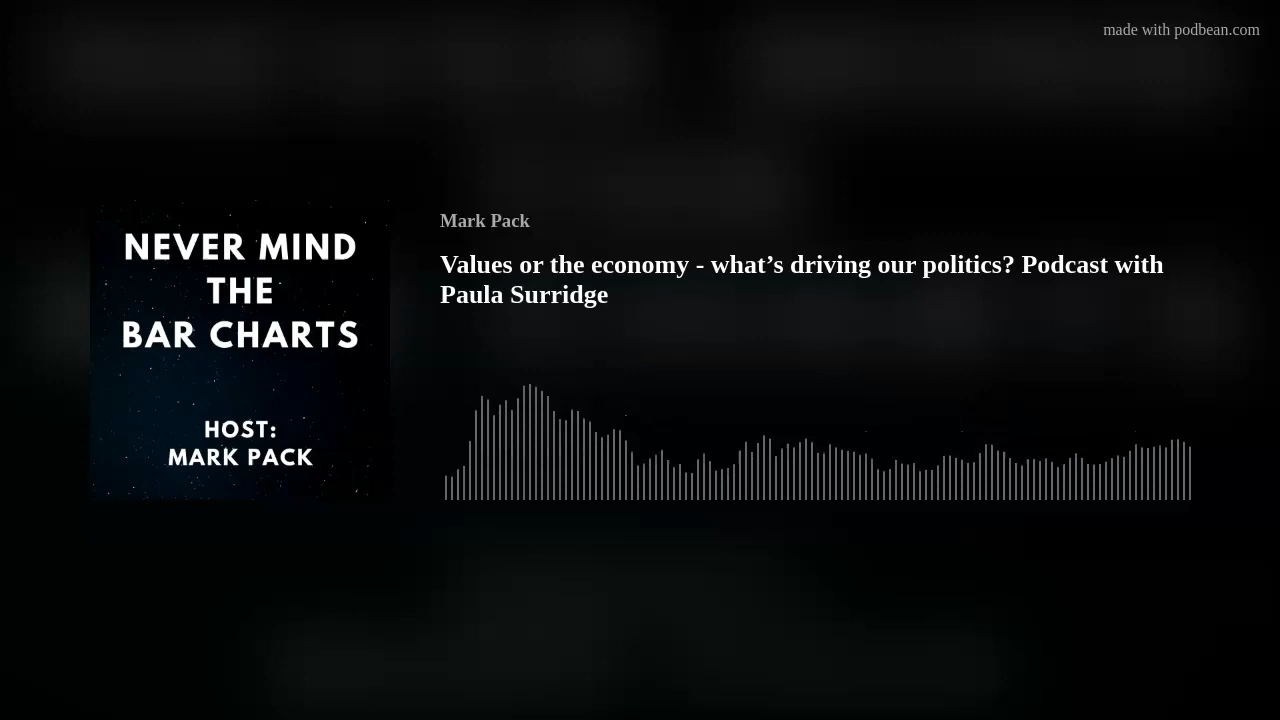 made with podbean.com
NEVER MIND
THE
BAR CHARTS
HOST:
MARK PACK
Mark Pack
Values or the economy - what’s driving our politics? Podcast with
Paula Surridge